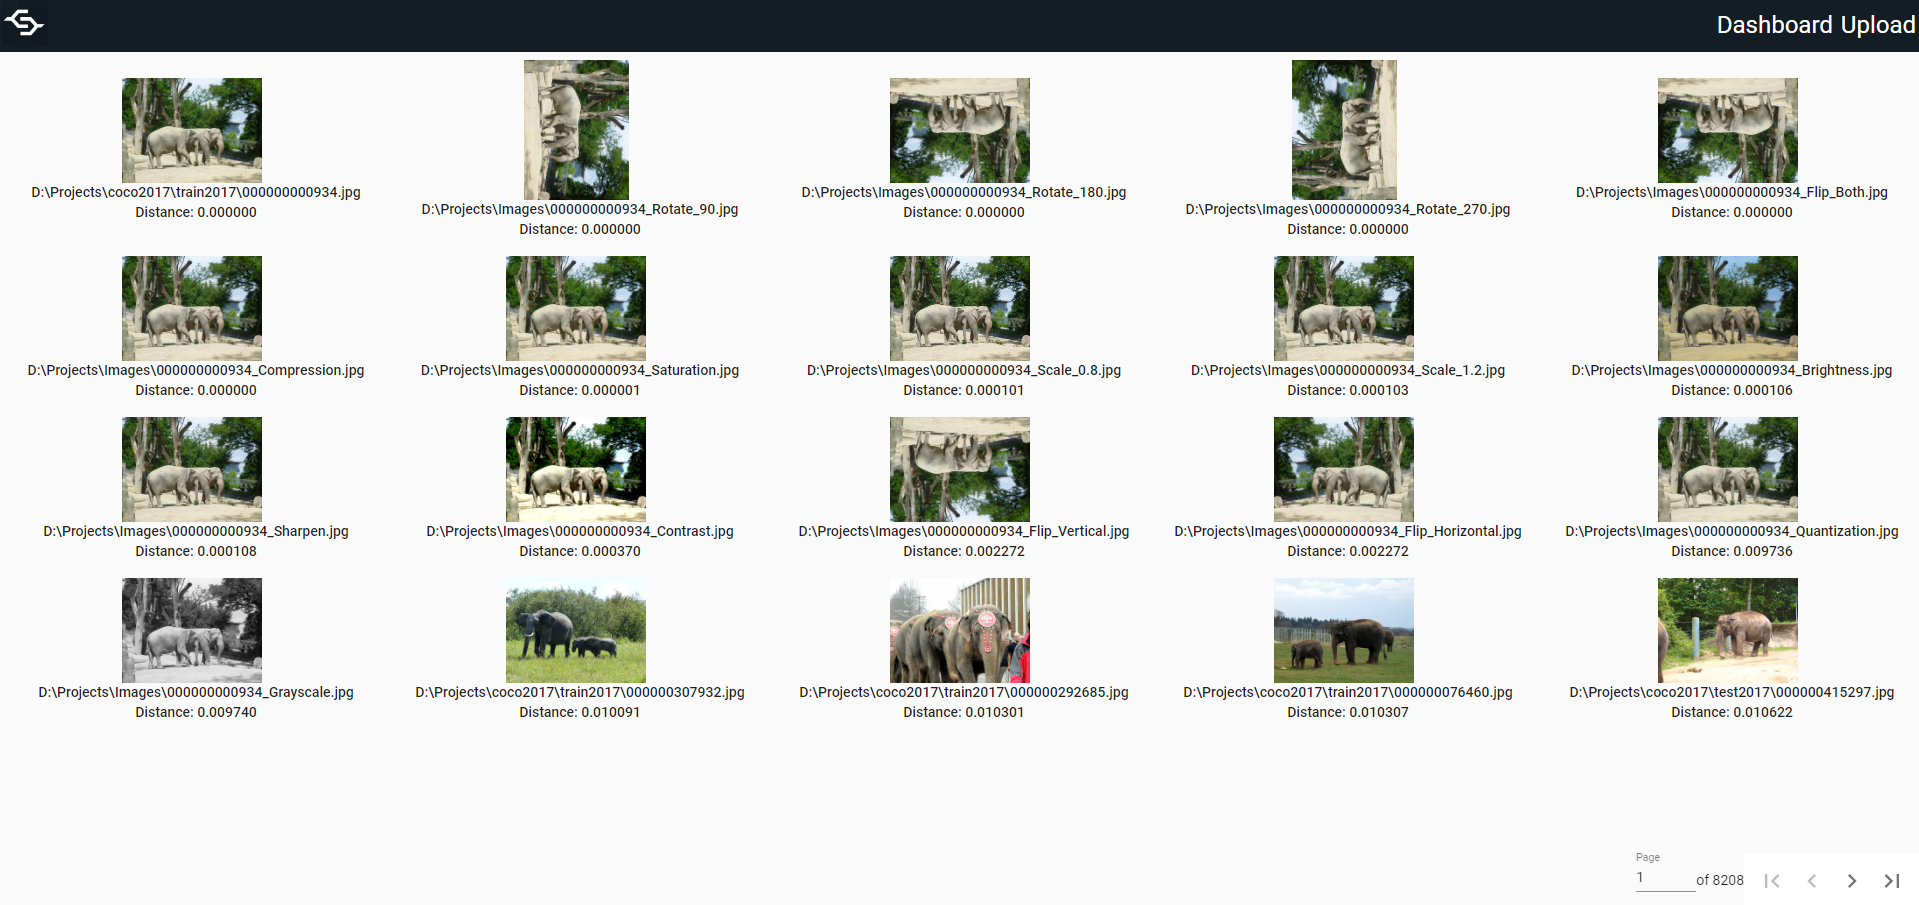 Dashboard Upload
D:\Projects\coco2017\train2017\000000000934.jpg
Distance: 0.000000
D:\Projects\Images\000000000934_Rotate_90.jpg
Distance: 0.000000
D:\Projects\Images\000000000934_Rotate_180.jpg
Distance: 0.000000
D:\Projects\Images\000000000934_Rotate_270.jpg
Distance: 0.000000
D:\Projects\Images\000000000934_Flip_Both.jpg
Distance: 0.000000
D:\Projects\Images\000000000934_Compression.jpg
Distance: 0.000000
D:\Projects\Images\000000000934_Saturation.jpg
Distance: 0.000001
D:\Projects\Images\000000000934_Scale_0.8.jpg
Distance: 0.000101
D:\Projects\Images\000000000934_Scale_1.2.jpg
Distance: 0.000103
D:\Projects\Images\000000000934_Brightness.jpg
Distance: 0.000106
D:\Projects\Images\000000000934_Sharpen.jpg
Distance: 0.000108
D:\Projects\Images\000000000934_Contrast.jpg
Distance: 0.000370
D:\Projects\Images\000000000934_Flip_Vertical.jpg
Distance: 0.002272
D:\Projects\Images\000000000934_Flip_Horizontal.jpg
Distance: 0.002272
D:\Projects\Images\000000000934_Quantization.jpg
Distance: 0.009736
D:\Projects\Images\000000000934_Grayscale.jpg
Distance: 0.009740
D:\Projects\coco2017\train2017\000000307932.jpg
Distance: 0.010091
D:\Projects\coco2017\train2017\000000292685.jpg
Distance: 0.010301
D:\Projects\coco2017\train2017\000000076460.jpg
Distance: 0.010307
D:\Projects\coco2017\test2017\000000415297.jpg
Distance: 0.010622
Page
1 of 8208